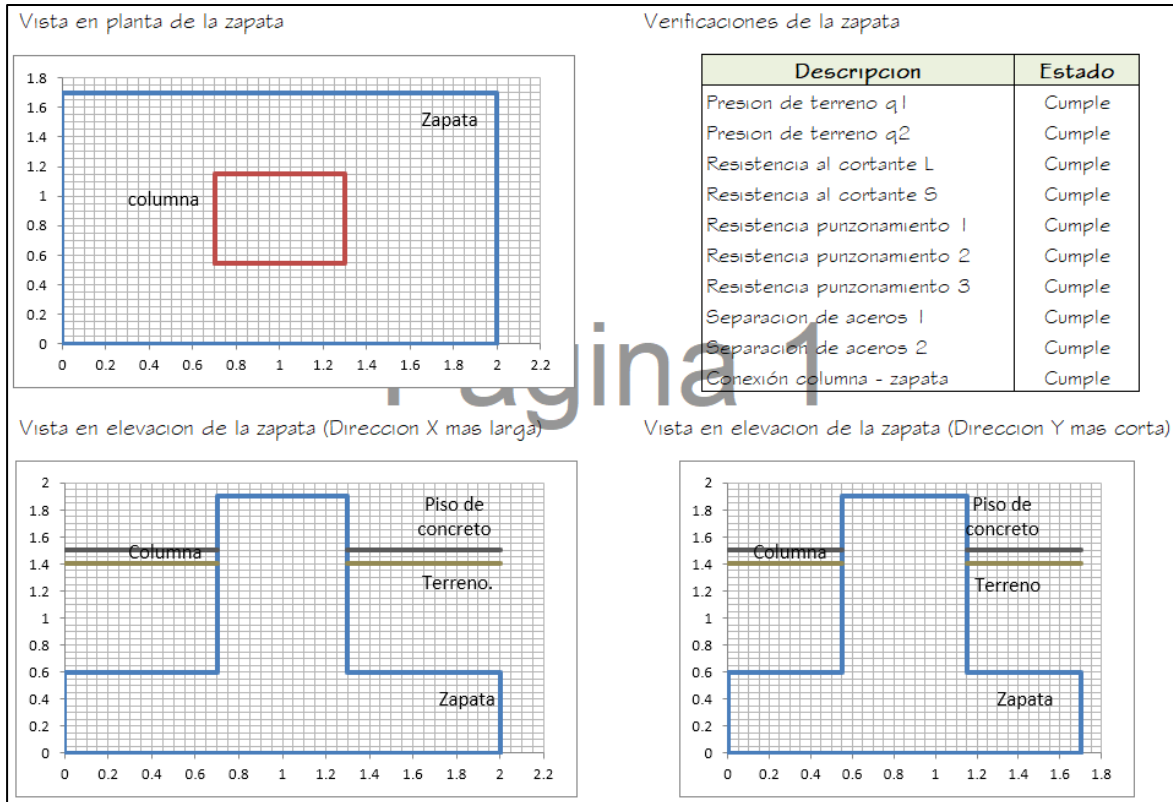 Vista en planta de la zapata
1.8
1.6
1.4
1.2
1
0.8
0.6
0.4
0.2
0
Zapata
columna
0 0.2 0.4 0.6 0.8 1 1.2 1.4 1.6 1.8 2 2.2
Verificaciones de la zapata
Descripcion Estado
Presion de terreno q1 Cumple
Presion de terreno q2 Cumple
Resistencia al cortante L Cumple
Resistencia al cortante S Cumple
Resistencia punzonamiento 1 Cumple
Resistencia punzonamiento 2 Cumple
Resistencia punzonamiento 3 Cumple
Separacion de aceros 1 Cumple
Separacion de aceros 2 Cumple
Conexión columna - zapata Cumple
Página 1
Vista en elevacion de la zapata (Direccion X mas larga)
2
1.8
1.6
1.4
1.2
1
0.8
0.6
0.4
0.2
0
Piso de
concreto
Columna
Terreno.
Zapata
0 0.2 0.4 0.6 0.8 1 1.2 1.4 1.6 1.8 2 2.2
Vista en elevacion de la zapata (Direccion Y mas corta)
2
1.8
1.6
1.4
1.2
1
0.8
0.6
0.4
0.2
0
Piso de
concreto
Columna
Terreno
Zapata
0 0.2 0.4 0.6 0.8 1 1.2 1.4 1.6 1.8